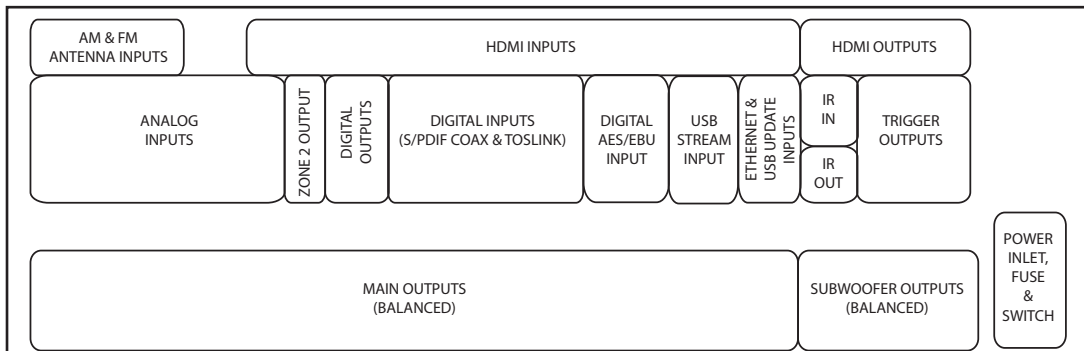 AM & FM
ANTENNA INPUTS
HDMI INPUTS
HDMI OUTPUTS
ANALOG
INPUTS
ZONE 2 OUTPUT
DIGITAL
OUTPUTS
DIGITAL INPUTS
(S/PDIF COAX & TOSLINK)
DIGITAL
AES/EBU
INPUT
USB
STREAM
INPUT
ETHERNET &
USB UPDATE
INPUTS
IR
IN
IR
OUT
TRIGGER
OUTPUTS
MAIN OUTPUTS
(BALANCED)
SUBWOOFER OUTPUTS
(BALANCED)
POWER
INLET,
FUSE
&
SWITCH